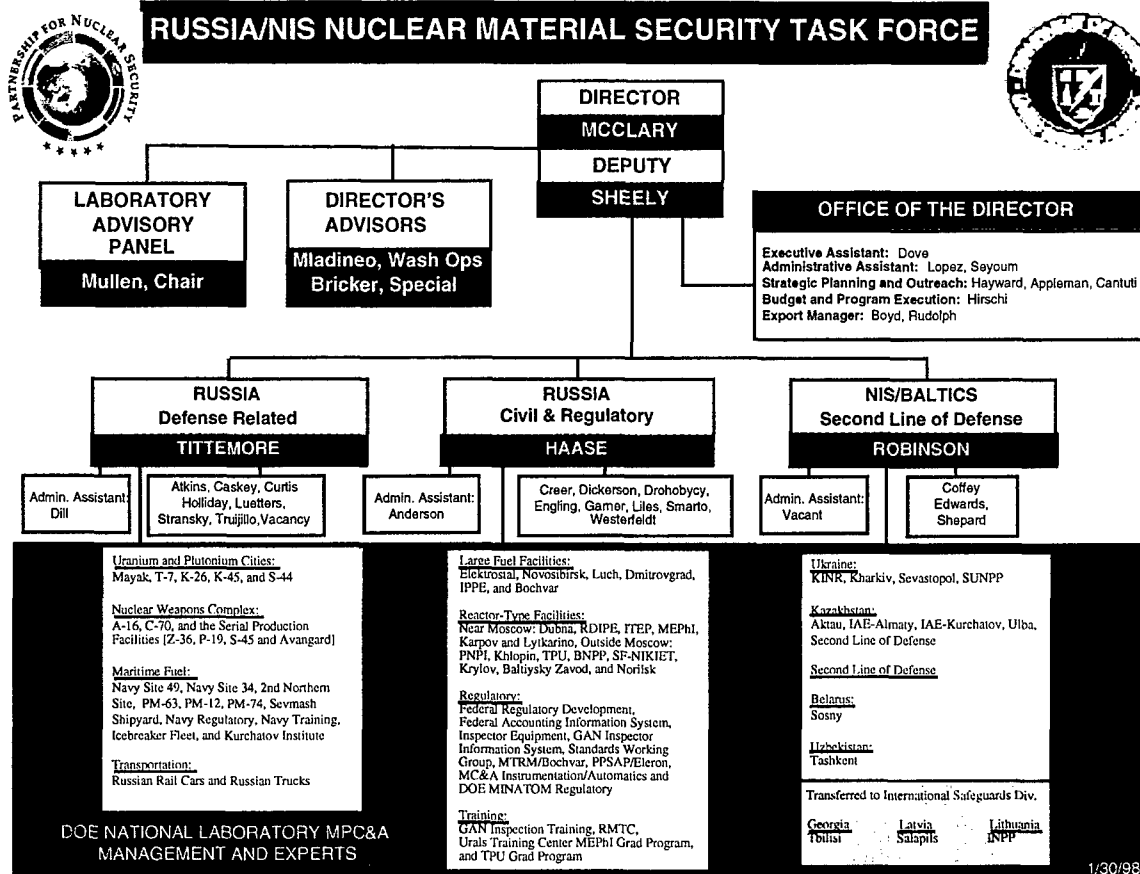 PARTNERSHIP FOR NUCLEAR SECURITY
RUSSIA/NIS NUCLEAR MATERIAL SECURITY TASK FORCE
DIRECTOR
MCCLARY
DEPUTY
SHEELY
LABORATORY
ADVISORY
PANEL
Mullen, Chair
DIRECTOR'S
ADVISORS
Mladineo, Wash Ops
Bricker, Special
OFFICE OF THE DIRECTOR
Executive Assistant: Dove
Administrative Assistant: Lopez, Seyoum
Strategic Planning and Outreach: Hayward, Appleman, Cantuti
Budget and Program Execution: Hirschi
Export Manager: Boyd, Rudolph
RUSSIA
Defense Related
TITTEMORE
Admin. Assistant:
Dill
Atkins, Caskey, Curtis
Holliday, Luetters,
Stransky, Truijillo,Vacancy
RUSSIA
Civil & Regulatory
HAASE
Admin. Assistant:
Anderson
Creer, Dickerson, Drohobycy,
Engling, Garner, Liles, Smarto,
Westerfeldt
NIS/BALTICS
Second Line of Defense
ROBINSON
Admin. Assistant:
Vacant
Coffey
Edwards,
Shepard
Uranium and Plutonium Cities:
Mayak, T-7, K-26, K-45, and S-44
Nuclear Weapons Complex:
A-16, C-70, and the Serial Production
Facilities [Z-36, P-19, S-45 and Avangard]
Maritime Fuel:
Navy Site 49, Navy Site 34, 2nd Northern
Site, PM-63, PM-12, PM-74, Sevmash
Shipyard, Navy Regulatory, Navy Training,
Icebreaker Fleet, and Kurchatov Institute
Transportation:
Russian Rail Cars and Russian Trucks
DOE NATIONAL LABORATORY MPC&A
MANAGEMENT AND EXPERTS
Large Fuel Facilities:
Elektrostal, Novosibirsk, Luch, Dmitrovgrad,
IPPE, and Bochvar
Reactor-Type Facilities:
Near Moscow: Dubna, RDIPE, ITEP, MEPhI,
Karpov and Lytkarino, Outside Moscow:
PNPI, Khlopin, TPU, BNPP, SF-NIKIET,
Krylov, Baltiysky Zavod, and Norilsk
Regulatory:
Federal Regulatory Development,
Federal Accounting Information System,
Inspector Equipment, GAN Inspector
Information System, Standards Working
Group, MTRM/Bochvar, PPSAP/Eleron,
MC&A Instrumentation/Automatics and
DOE MINATOM Regulatory
Training:
GAN Inspection Training, RMTC,
Urals Training Center MEPhI Grad Program,
and TPU Grad Program
Ukraine:
KINR, Kharkiv, Sevastopol, SUNPP
Kazakhstan:
Aktau, IAE-Almaty, IAE-Kurchatov, Ulba,
Second Line of Defense
Second Line of Defense
Belarus:
Sosny
Uzbekistan:
Tashkent
Transferred to International Safeguards Div.
Georgia Latvia Lithuania
Tbilisi Salapils INPP
1/30/98